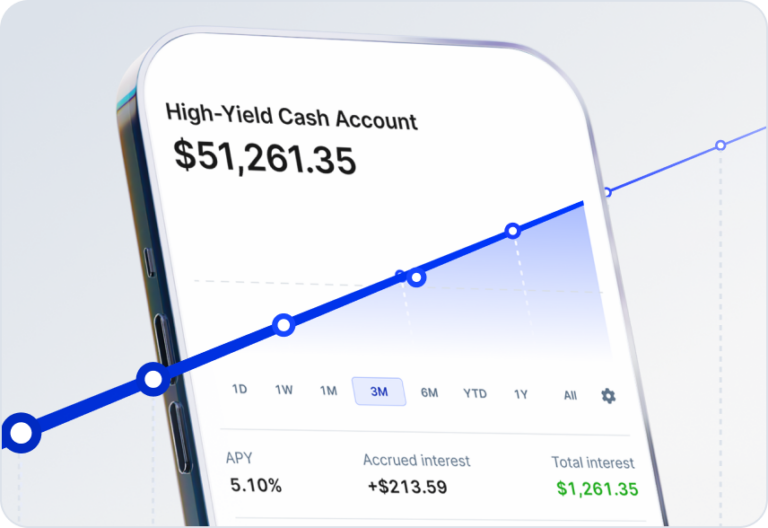 High-Yield Cash Account
$51,261.35
1D 1W 1M 3M 6M YTD 1Y All
APY Accrued interest Total interest
5.10% +$213.59 $1,261.35